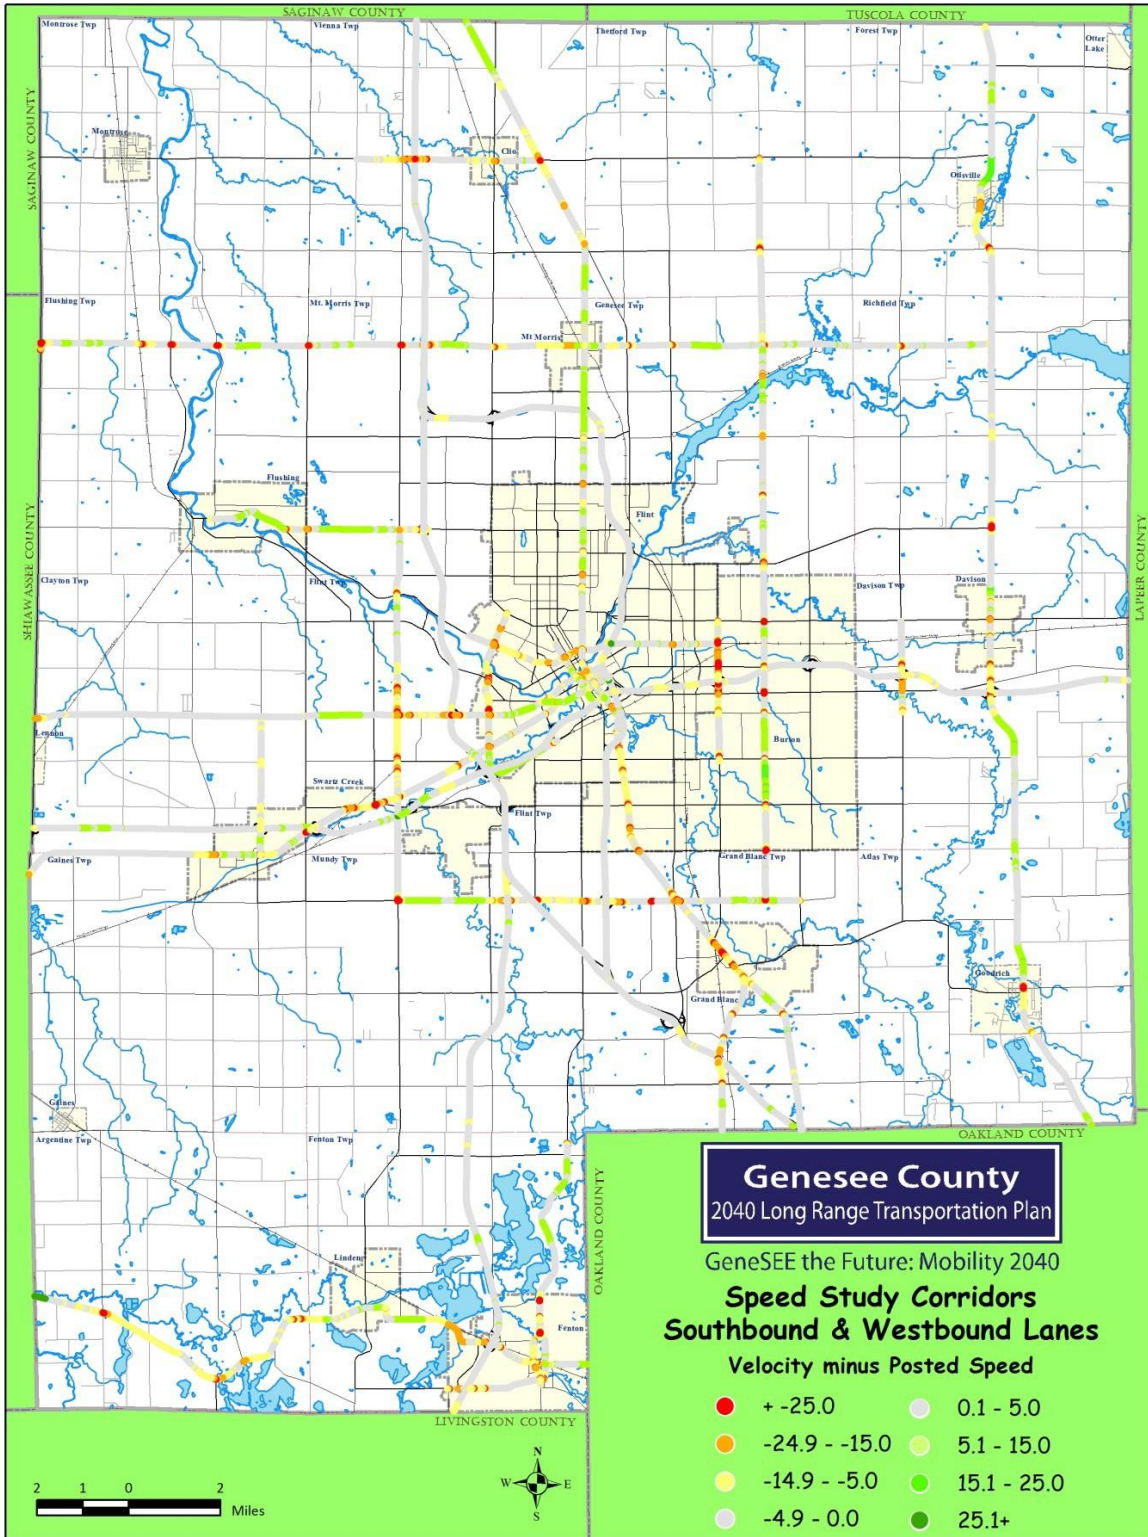 SAGINAW COUNTY
TUSCOLA COUNTY
Montrose Twp
Vienna Twp
Thetford Twp
Forest Twp
Otter
Lake
SAGINAW COUNTY
Montrose
Clio
Otisville
Flushing Twp
Mt. Morris Twp
Genesee Twp
Richfield Twp
Mt Morris
Flushing
Flint
SHIAWASSEE COUNTY
LAPEER COUNTY
Clayton Twp
Flint Twp
Davison Twp
Davison
Lennon
Burton
Swartz Creek
Flint Twp
Gaines Twp
Mundy Twp
Grand Blanc Twp
Atlas Twp
Goodrich
Grand Blanc
Gaines
Argentine Twp
Fenton Twp
OAKLAND COUNTY
OAKLAND COUNTY
Linden
Fenton
LIVINGSTON COUNTY
Genesee County
2040 Long Range Transportation Plan
GeneSEE the Future: Mobility 2040
Speed Study Corridors
Southbound & Westbound Lanes
Velocity minus Posted Speed
+ -25.0
0.1 - 5.0
-24.9 - -15.0
5.1 - 15.0
-14.9 - -5.0
15.1 - 25.0
-4.9 - 0.0
25.1+
N
W
E
S
2 1 0 2
Miles